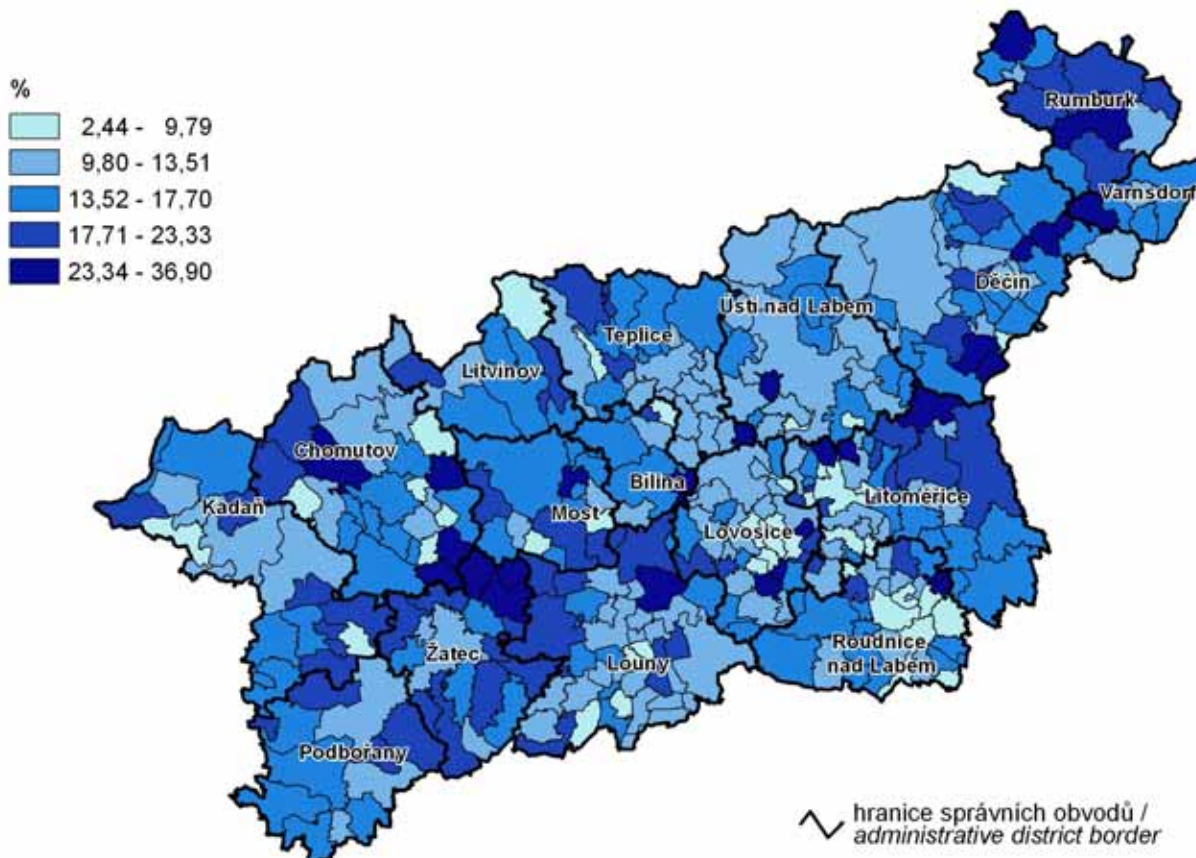 %
2,44 - 9,79
9,80 - 13,51
13,52 - 17,70
17,71 - 23,33
23,34 - 36,90
Rumburk
Varnsdorf
Děčín
Ústí nad Labem
Teplice
Litvínov
Chomutov
Kadaň
Most
Bílina
Lovosice
Litoměřice
Žatec
Louny
Roudnice
nad Labem
Podbořany
hranice správních obvodů /
administrative district border